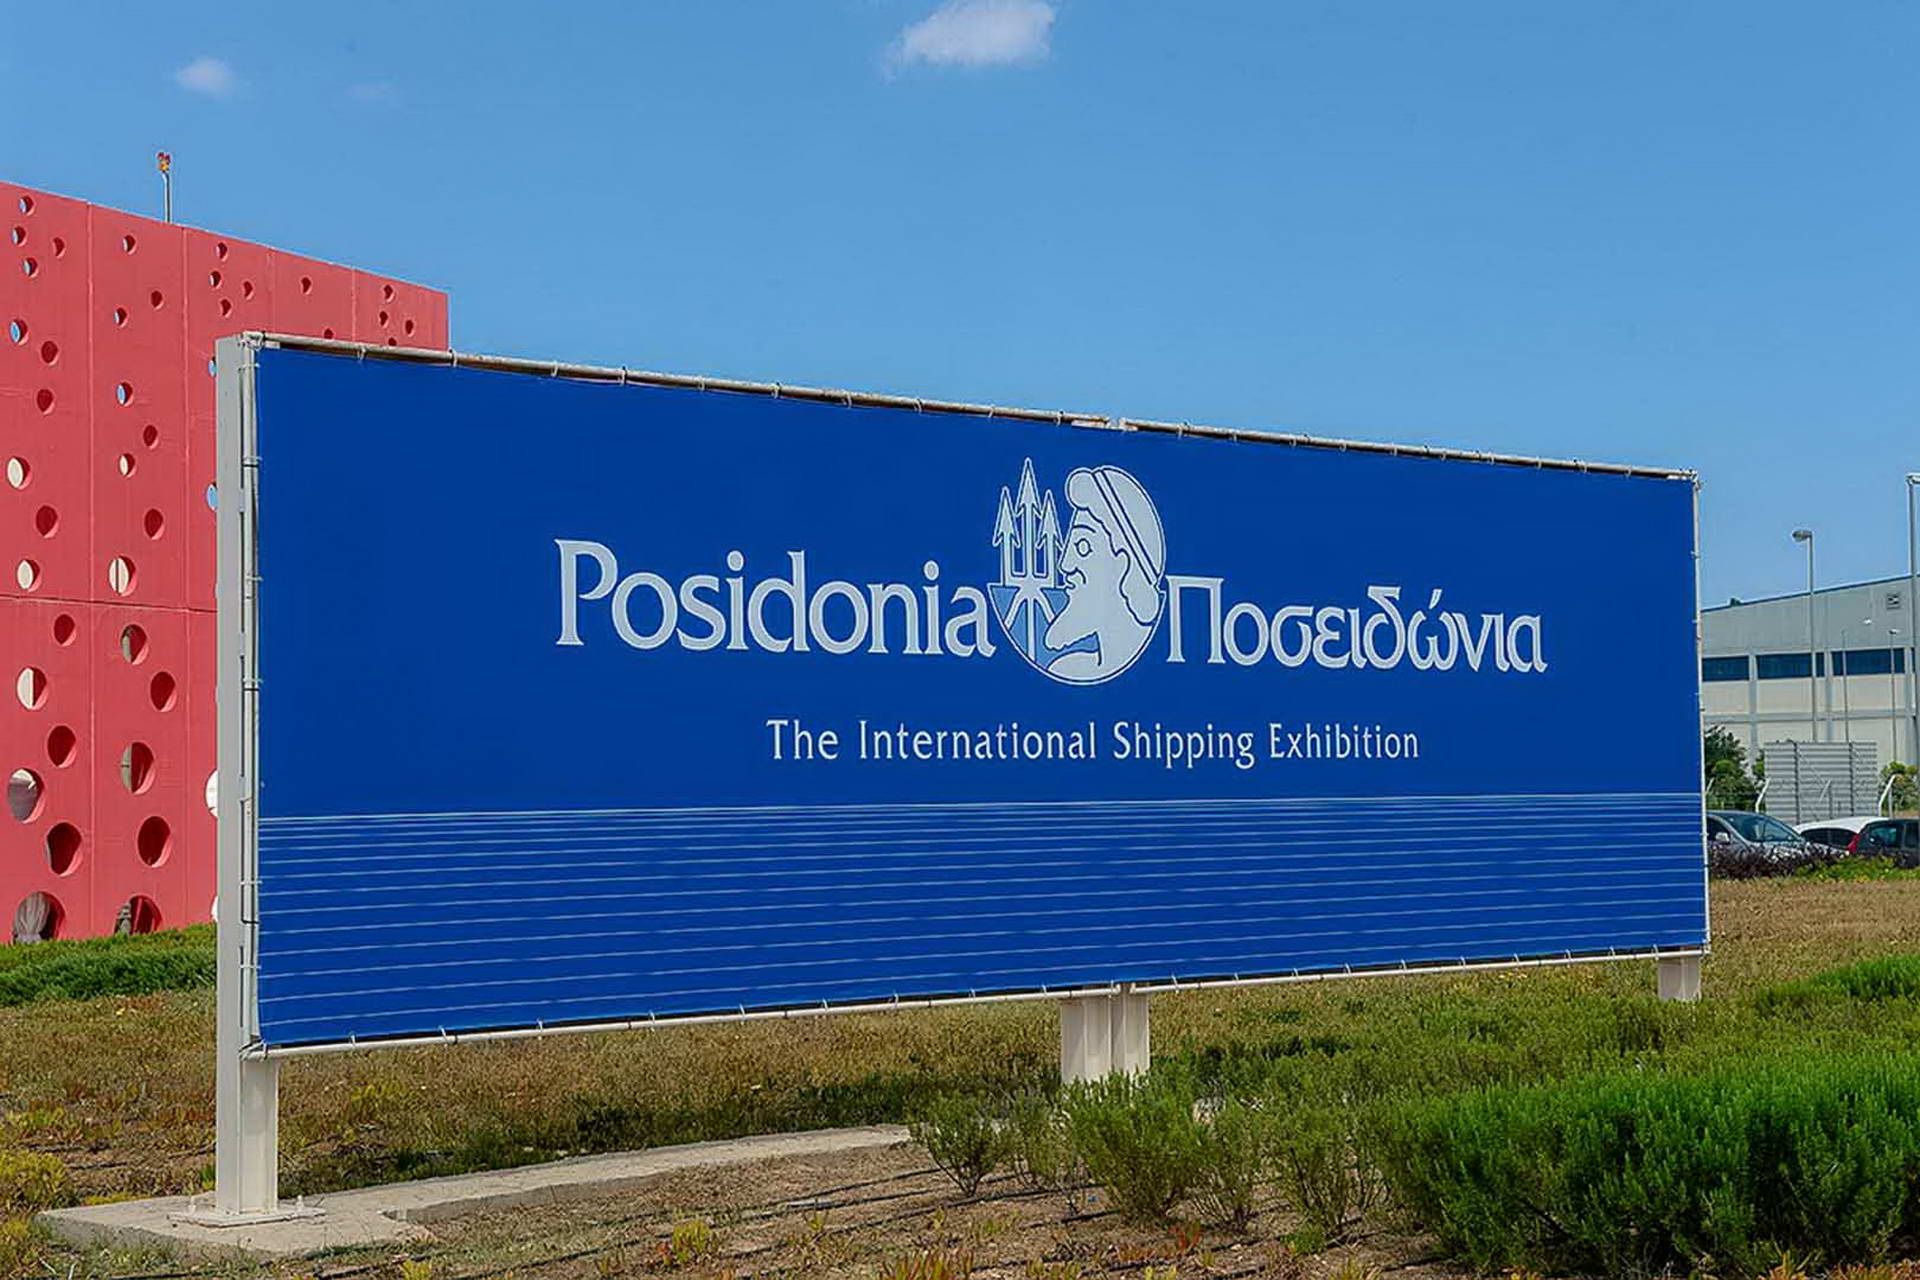 Posidonia Ποσειδώνια
The International Shipping Exhibition